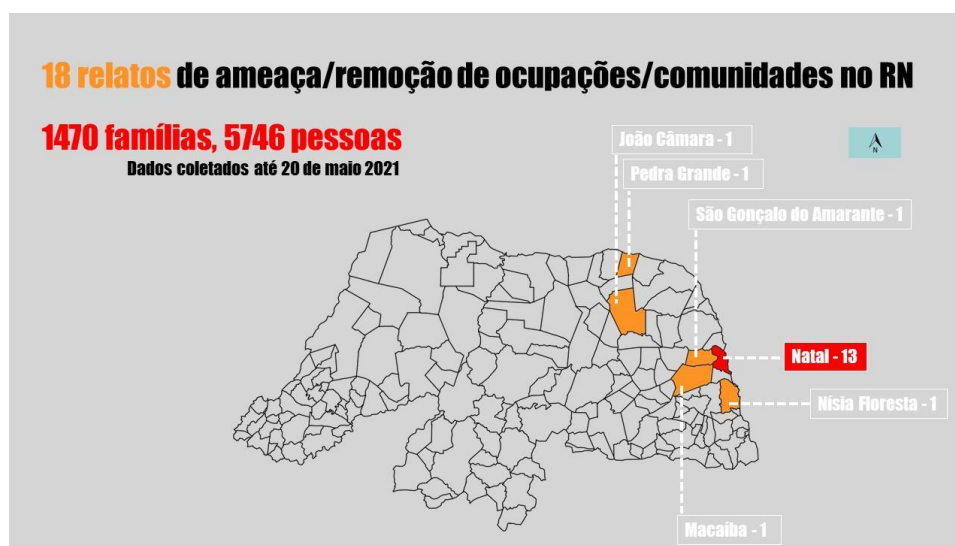 18 relatos de ameaça/remoção de ocupações/comunidades no RN
1470 famílias, 5746 pessoas
Dados coletados até 20 de maio 2021
João Câmara - 1
N
Pedra Grande - 1
São Gonçalo do Amarante - 1
Natal - 13
Nísia Floresta - 1
Macaíba - 1